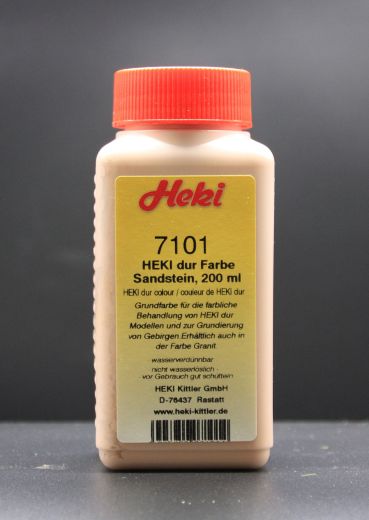 Heki
7101
HEKI dur Farbe
Sandstein, 200 ml
HEKI dur colour / couleur de HEKI dur
Grundfarbe für die farbliche
Behandlung von HEKI dur
Modellen und zur Grundierung
von Gebirgen.Erhältlich auch in
der Farbe Granit.
-wasserverdünnbar
- nicht wasserlöslich -
- vor Gebrauch gut schütteln
HEKI Kittler GmbH
D-76437 Rastatt
www.heki-kittler.de